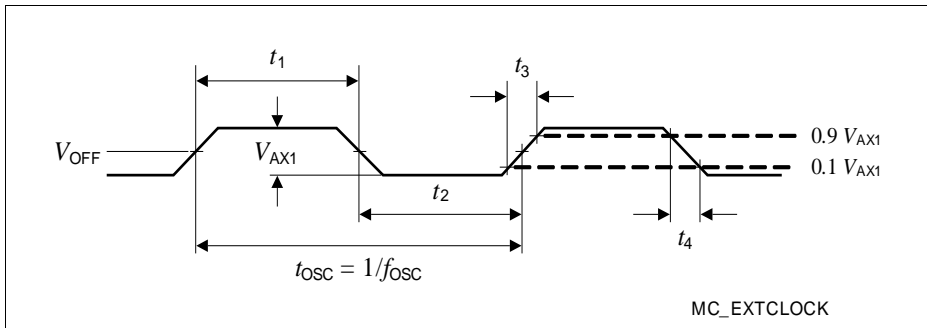 t1
t3
VOFF
VAX1
0.9 VAX1
0.1 VAX1
t2
t4
tOSC = 1/fOSC
MC_EXTCLOCK